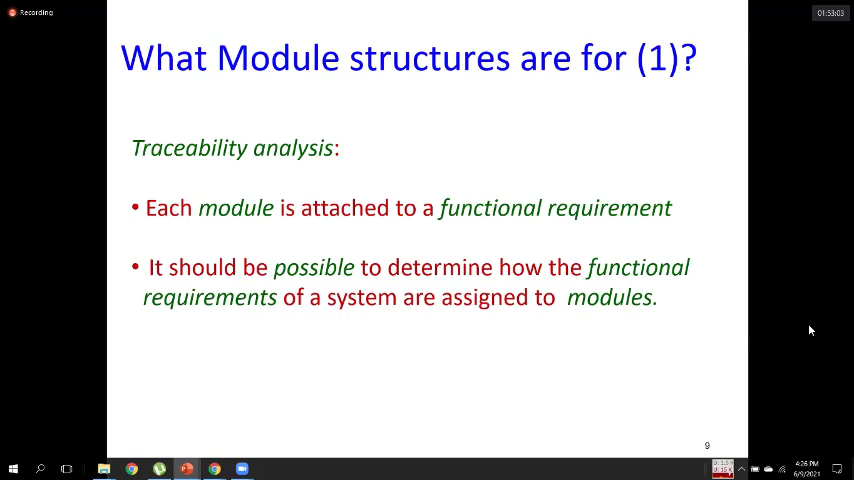 Recording
01:53:03
What Module structures are for (1)?
Traceability analysis:
• Each module is attached to a functional requirement
• It should be possible to determine how the functional
requirements of a system are assigned to modules.
9
4:26 PM
6/9/2021